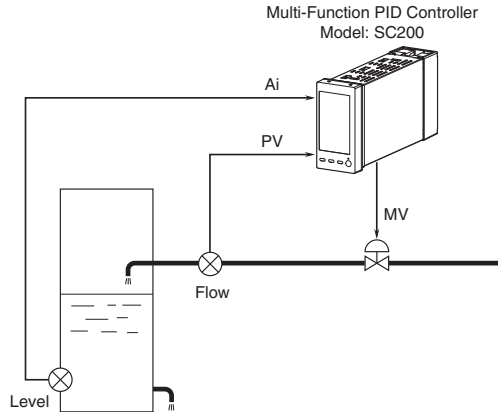 Multi-Function PID Controller
Model: SC200
Ai
PV
MV
Flow
Level